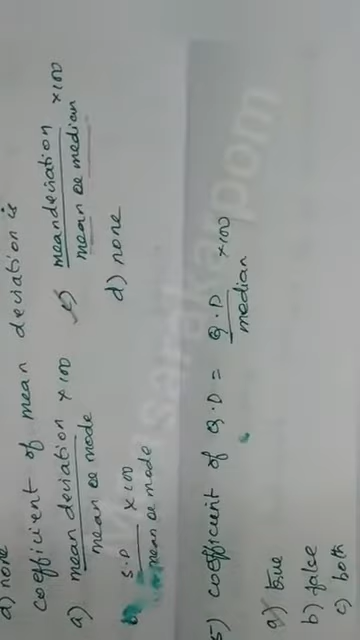 d) none
coefficient of mean deviation is
a) mean deviation / mean or mode × 100
c) mean deviation / mean or median × 100
b) S.D / mean or mode × 100
d) none
5) coefficient of Q.D = Q.D / median × 100
a) true
b) false
c) both